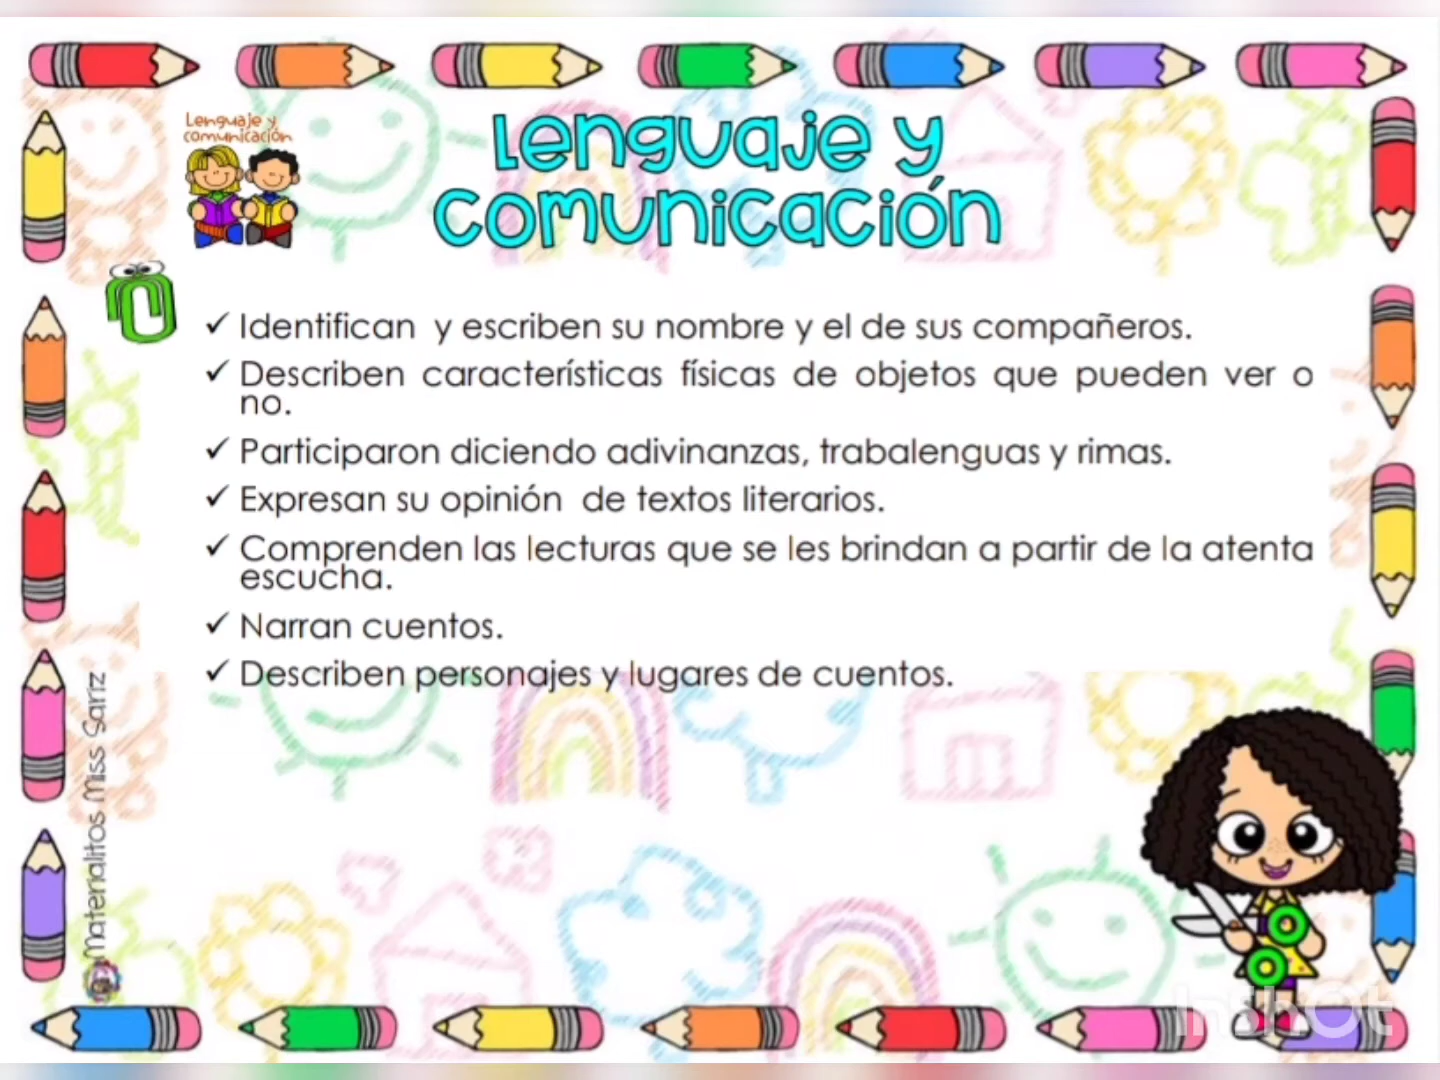 Lenguaje y
comunicación
Lenguaje y
comunicación
✓ Identifican y escriben su nombre y el de sus compañeros.
✓ Describen características físicas de objetos que pueden ver o
no.
✓ Participaron diciendo adivinanzas, trabalenguas y rimas.
✓ Expresan su opinión de textos literarios.
✓ Comprenden las lecturas que se les brindan a partir de la atenta
escucha.
✓ Narran cuentos.
✓ Describen personajes y lugares de cuentos.
Materialitos Miss Sariz
InShOt